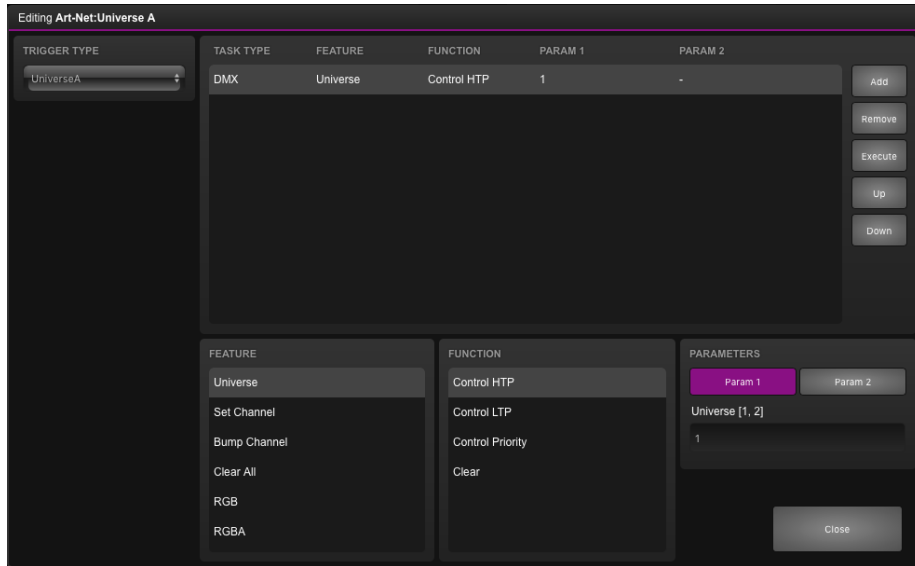 Editing Art-Net:Universe A
TRIGGER TYPE
UniverseA
TASK TYPE FEATURE FUNCTION PARAM 1 PARAM 2
DMX Universe Control HTP 1 -
Add
Remove
Execute
Up
Down
FEATURE
Universe
Set Channel
Bump Channel
Clear All
RGB
RGBA
FUNCTION
Control HTP
Control LTP
Control Priority
Clear
PARAMETERS
Param 1 Param 2
Universe [1, 2]
1
Close